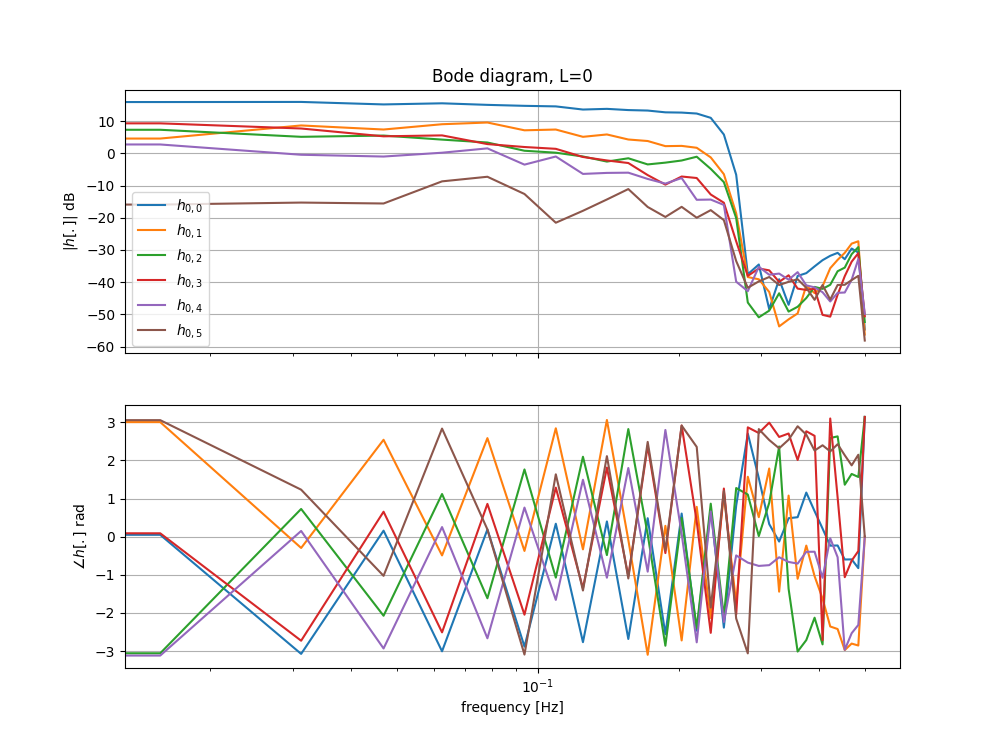 Bode diagram, L=0
|h[.]| dB
10
0
−10
−20
−30
−40
−50
−60
h0,0
h0,1
h0,2
h0,3
h0,4
h0,5
∠h[.] rad
3
2
1
0
−1
−2
−3
10−1
frequency [Hz]